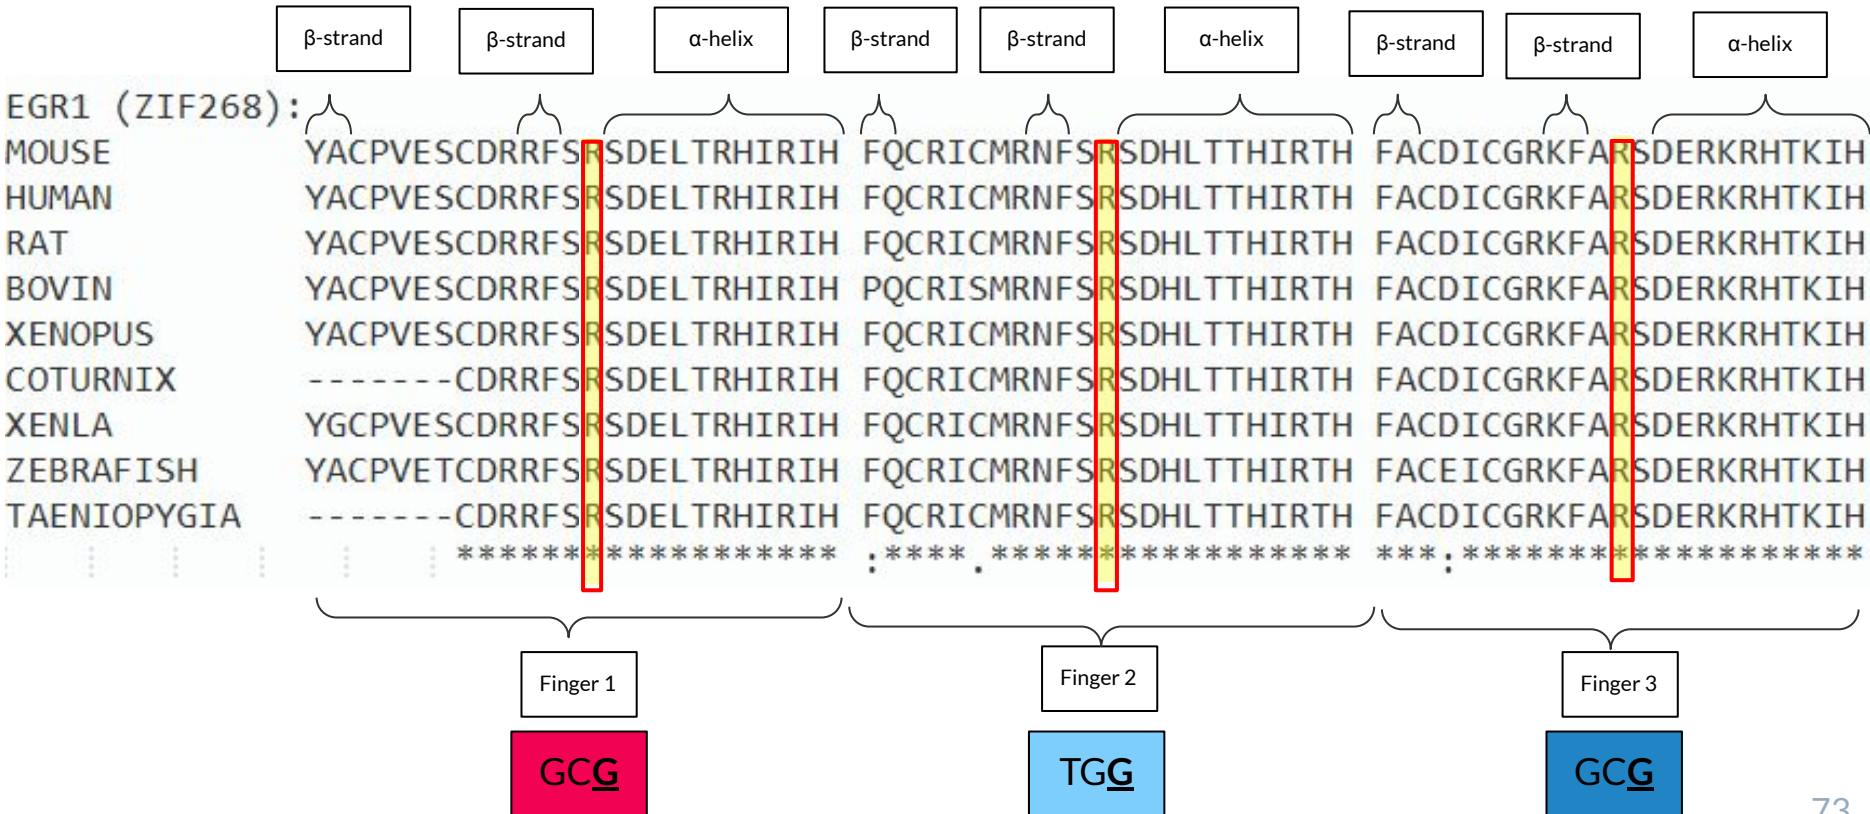 β-strand β-strand α-helix β-strand β-strand α-helix β-strand β-strand α-helix
EGR1 (ZIF268):
MOUSE YACPVESCDRRFSRSDELTRHIRIH FQCRICMRNFSRSDHLTTHIRTH FACDICGRKFARSDERKRHTKIH
HUMAN YACPVESCDRRFSRSDELTRHIRIH FQCRICMRNFSRSDHLTTHIRTH FACDICGRKFARSDERKRHTKIH
RAT YACPVESCDRRFSRSDELTRHIRIH FQCRICMRNFSRSDHLTTHIRTH FACDICGRKFARSDERKRHTKIH
BOVIN YACPVESCDRRFSRSDELTRHIRIH PQCRISMRNFSRSDHLTTHIRTH FACDICGRKFARSDERKRHTKIH
XENOPUS YACPVESCDRRFSRSDELTRHIRIH FQCRICMRNFSRSDHLTTHIRTH FACDICGRKFARSDERKRHTKIH
COTURNIX -------CDRRFSRSDELTRHIRIH FQCRICMRNFSRSDHLTTHIRTH FACDICGRKFARSDERKRHTKIH
XENLA YGCPVESCDRRFSRSDELTRHIRIH FQCRICMRNFSRSDHLTTHIRTH FACDICGRKFARSDERKRHTKIH
ZEBRAFISH YACPVETCDRRFSRSDELTRHIRIH FQCRICMRNFSRSDHLTTHIRTH FACEICGRKFARSDERKRHTKIH
TAENIOPYGIA -------CDRRFSRSDELTRHIRIH FQCRICMRNFSRSDHLTTHIRTH FACDICGRKFARSDERKRHTKIH
****************** :****.***************** ***:*******************
Finger 1 Finger 2 Finger 3
GCG TGG GCG
73